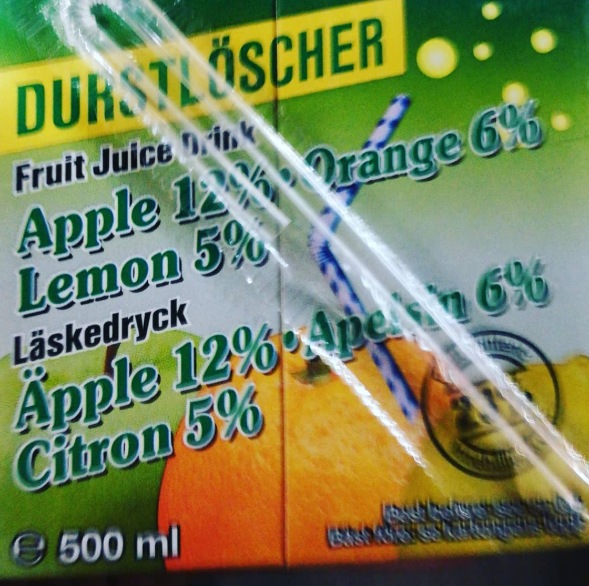 DURSTLÖSCHER
Fruit Juice Drink
Apple 12% • Orange 6%
Lemon 5%
Läskedryck
Äpple 12% • Apelsin 6%
Citron 5%
℮ 500 ml